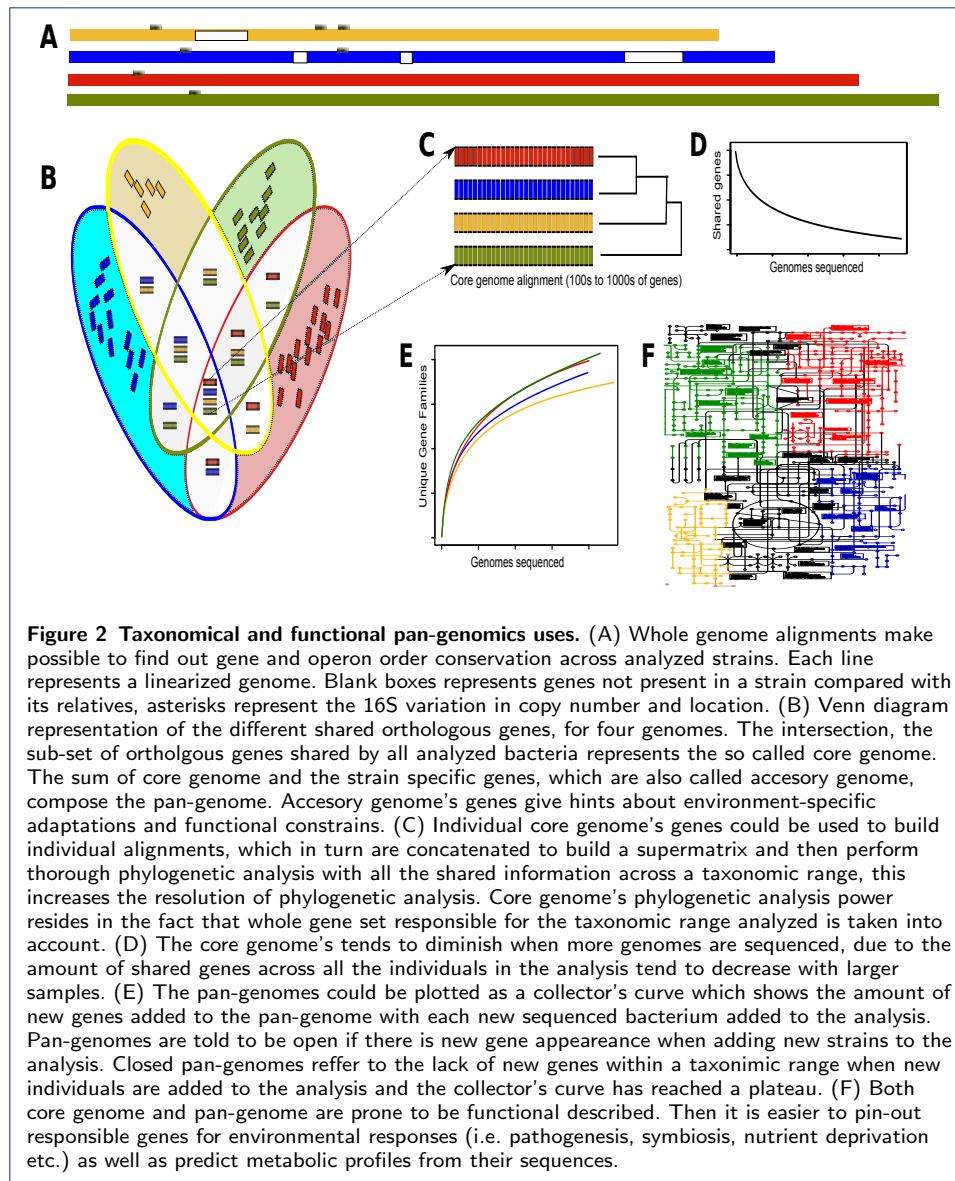 A
B
C
Core genome alignment (100s to 1000s of genes)
D
Shared genes
Genomes sequenced
E
Unique Gene Families
Genomes sequenced
F
Figure 2 Taxonomical and functional pan-genomics uses. (A) Whole genome alignments make
possible to find out gene and operon order conservation across analyzed strains. Each line
represents a linearized genome. Blank boxes represents genes not present in a strain compared with
its relatives, asterisks represent the 16S variation in copy number and location. (B) Venn diagram
representation of the different shared orthologous genes, for four genomes. The intersection, the
sub-set of ortholgous genes shared by all analyzed bacteria represents the so called core genome.
The sum of core genome and the strain specific genes, which are also called accesory genome,
compose the pan-genome. Accesory genome's genes give hints about environment-specific
adaptations and functional constrains. (C) Individual core genome's genes could be used to build
individual alignments, which in turn are concatenated to build a supermatrix and then perform
thorough phylogenetic analysis with all the shared information across a taxonomic range, this
increases the resolution of phylogenetic analysis. Core genome's phylogenetic analysis power
resides in the fact that whole gene set responsible for the taxonomic range analyzed is taken into
account. (D) The core genome's tends to diminish when more genomes are sequenced, due to the
amount of shared genes across all the individuals in the analysis tend to decrease with larger
samples. (E) The pan-genomes could be plotted as a collector's curve which shows the amount of
new genes added to the pan-genome with each new sequenced bacterium added to the analysis.
Pan-genomes are told to be open if there is new gene appeareance when adding new strains to the
analysis. Closed pan-genomes reffer to the lack of new genes within a taxonimic range when new
individuals are added to the analysis and the collector's curve has reached a plateau. (F) Both
core genome and pan-genome are prone to be functional described. Then it is easier to pin-out
responsible genes for environmental responses (i.e. pathogenesis, symbiosis, nutrient deprivation
etc.) as well as predict metabolic profiles from their sequences.